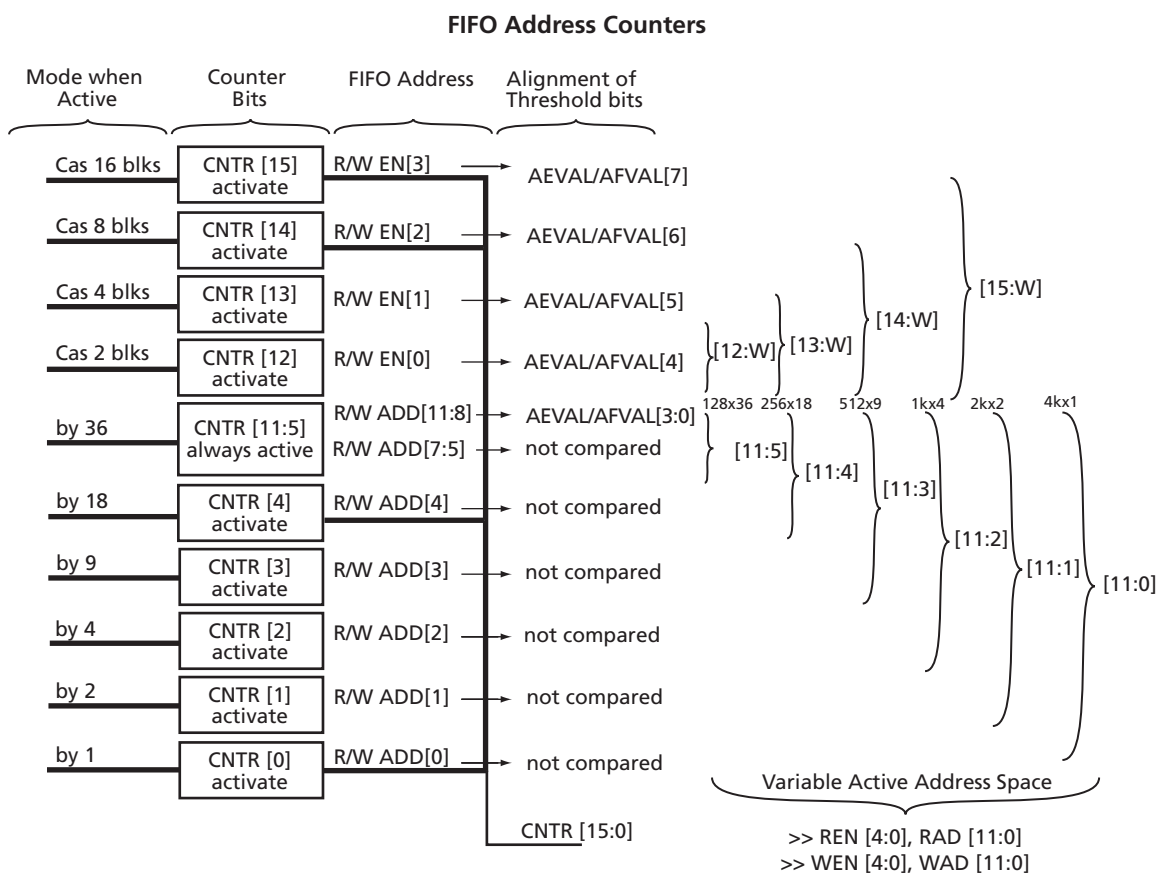 FIFO Address Counters
Mode when
Active
Counter
Bits
FIFO Address
Alignment of
Threshold bits
Cas 16 blks
CNTR [15]
activate
R/W EN[3]
AEVAL/AFVAL[7]
Cas 8 blks
CNTR [14]
activate
R/W EN[2]
AEVAL/AFVAL[6]
Cas 4 blks
CNTR [13]
activate
R/W EN[1]
AEVAL/AFVAL[5]
Cas 2 blks
CNTR [12]
activate
R/W EN[0]
AEVAL/AFVAL[4]
[12:W]
[13:W]
[14:W]
[15:W]
by 36
CNTR [11:5]
always active
R/W ADD[11:8]
AEVAL/AFVAL[3:0]
R/W ADD[7:5]
not compared
128x36
256x18
512x9
1kx4
2kx2
4kx1
[11:5]
[11:4]
[11:3]
[11:2]
[11:1]
[11:0]
by 18
CNTR [4]
activate
R/W ADD[4]
not compared
by 9
CNTR [3]
activate
R/W ADD[3]
not compared
by 4
CNTR [2]
activate
R/W ADD[2]
not compared
by 2
CNTR [1]
activate
R/W ADD[1]
not compared
by 1
CNTR [0]
activate
R/W ADD[0]
not compared
CNTR [15:0]
Variable Active Address Space
>> REN [4:0], RAD [11:0]
>> WEN [4:0], WAD [11:0]